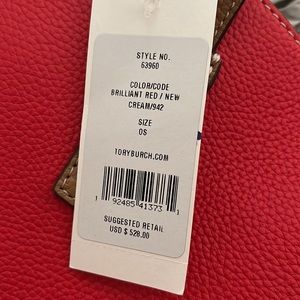 STYLE NO.
63960
COLOR/CODE
BRILLIANT RED / NEW
CREAM/942
SIZE
OS
TORYBURCH.COM
1 92485 41373 1
SUGGESTED RETAIL
USD $ 528.00